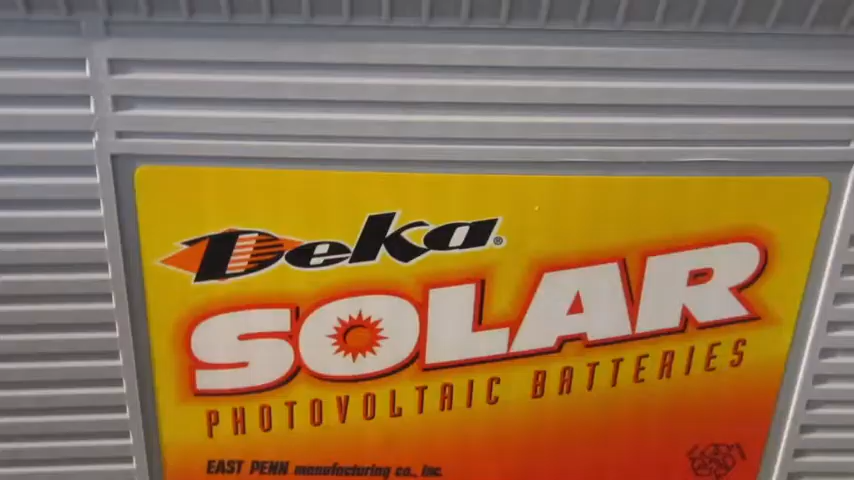 Deka®
SOLAR
PHOTOVOLTAIC BATTERIES
EAST PENN manufacturing co., inc.